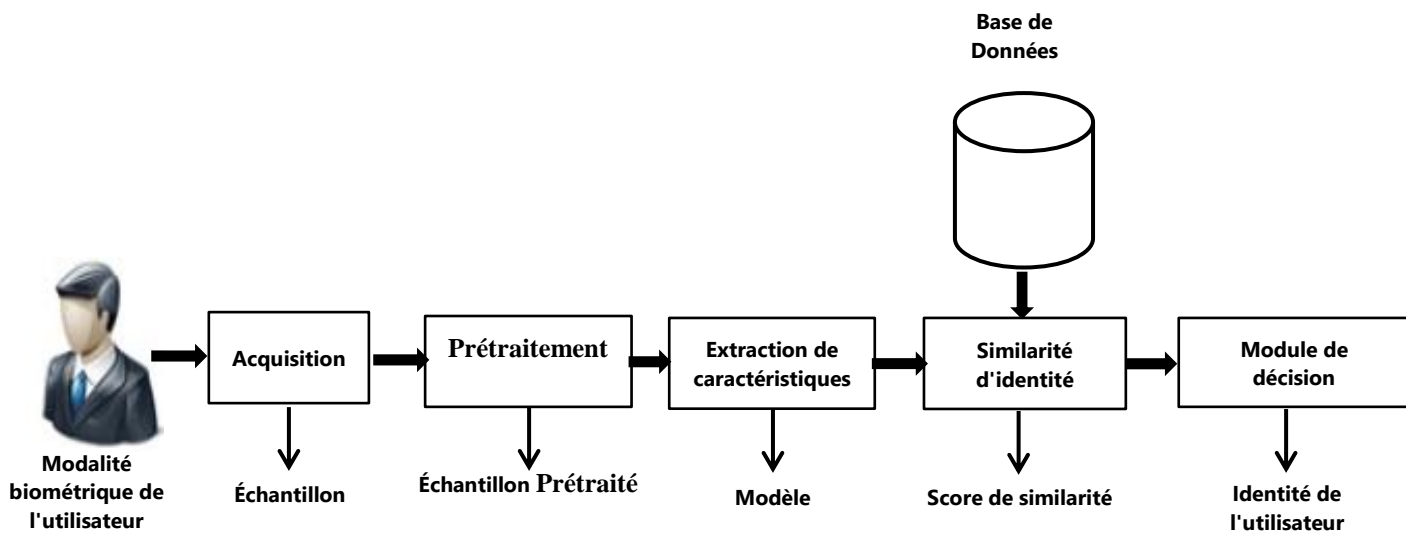 Base de
Données
Acquisition
Prétraitement
Extraction de
caractéristiques
Similarité
d'identité
Module de
décision
Modalité
biométrique de
l'utilisateur
Échantillon
Échantillon Prétraité
Modèle
Score de similarité
Identité de
l'utilisateur